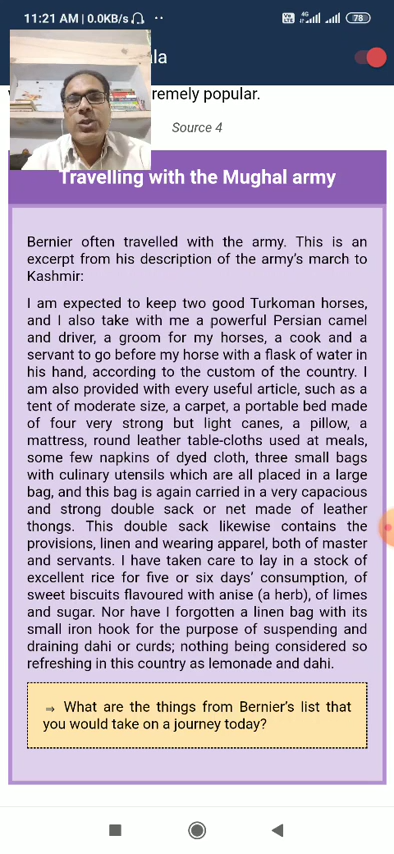 11:21 AM | 0.0KB/s
4G
78
ala
remely popular.
Source 4
Travelling with the Mughal army
Bernier often travelled with the army. This is an
excerpt from his description of the army's march to
Kashmir:
I am expected to keep two good Turkoman horses,
and I also take with me a powerful Persian camel
and driver, a groom for my horses, a cook and a
servant to go before my horse with a flask of water in
his hand, according to the custom of the country. I
am also provided with every useful article, such as a
tent of moderate size, a carpet, a portable bed made
of four very strong but light canes, a pillow, a
mattress, round leather table-cloths used at meals,
some few napkins of dyed cloth, three small bags
with culinary utensils which are all placed in a large
bag, and this bag is again carried in a very capacious
and strong double sack or net made of leather
thongs. This double sack likewise contains the
provisions, linen and wearing apparel, both of master
and servants. I have taken care to lay in a stock of
excellent rice for five or six days' consumption, of
sweet biscuits flavoured with anise (a herb), of limes
and sugar. Nor have I forgotten a linen bag with its
small iron hook for the purpose of suspending and
draining dahi or curds; nothing being considered so
refreshing in this country as lemonade and dahi.
⇒ What are the things from Bernier's list that
you would take on a journey today?